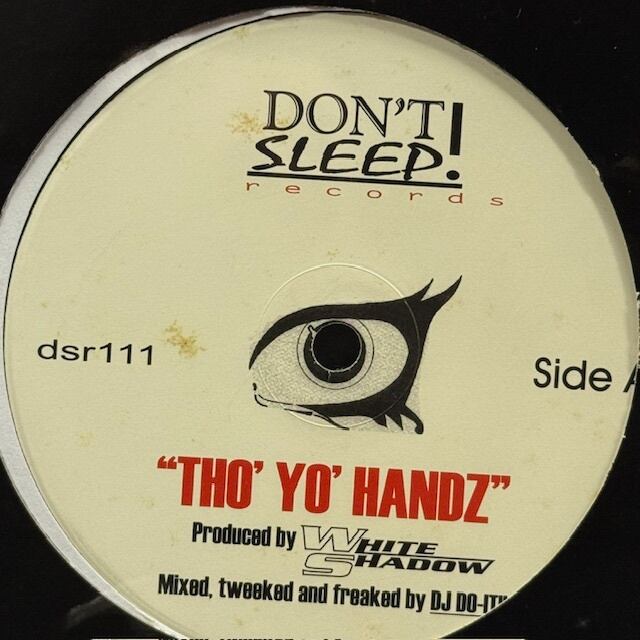 DON'T
SLEEP!
records
dsr111
Side A
"THO' YO' HANDZ"
Produced by WHITE SHADOW
Mixed, tweeked and freaked by DJ DO-IT